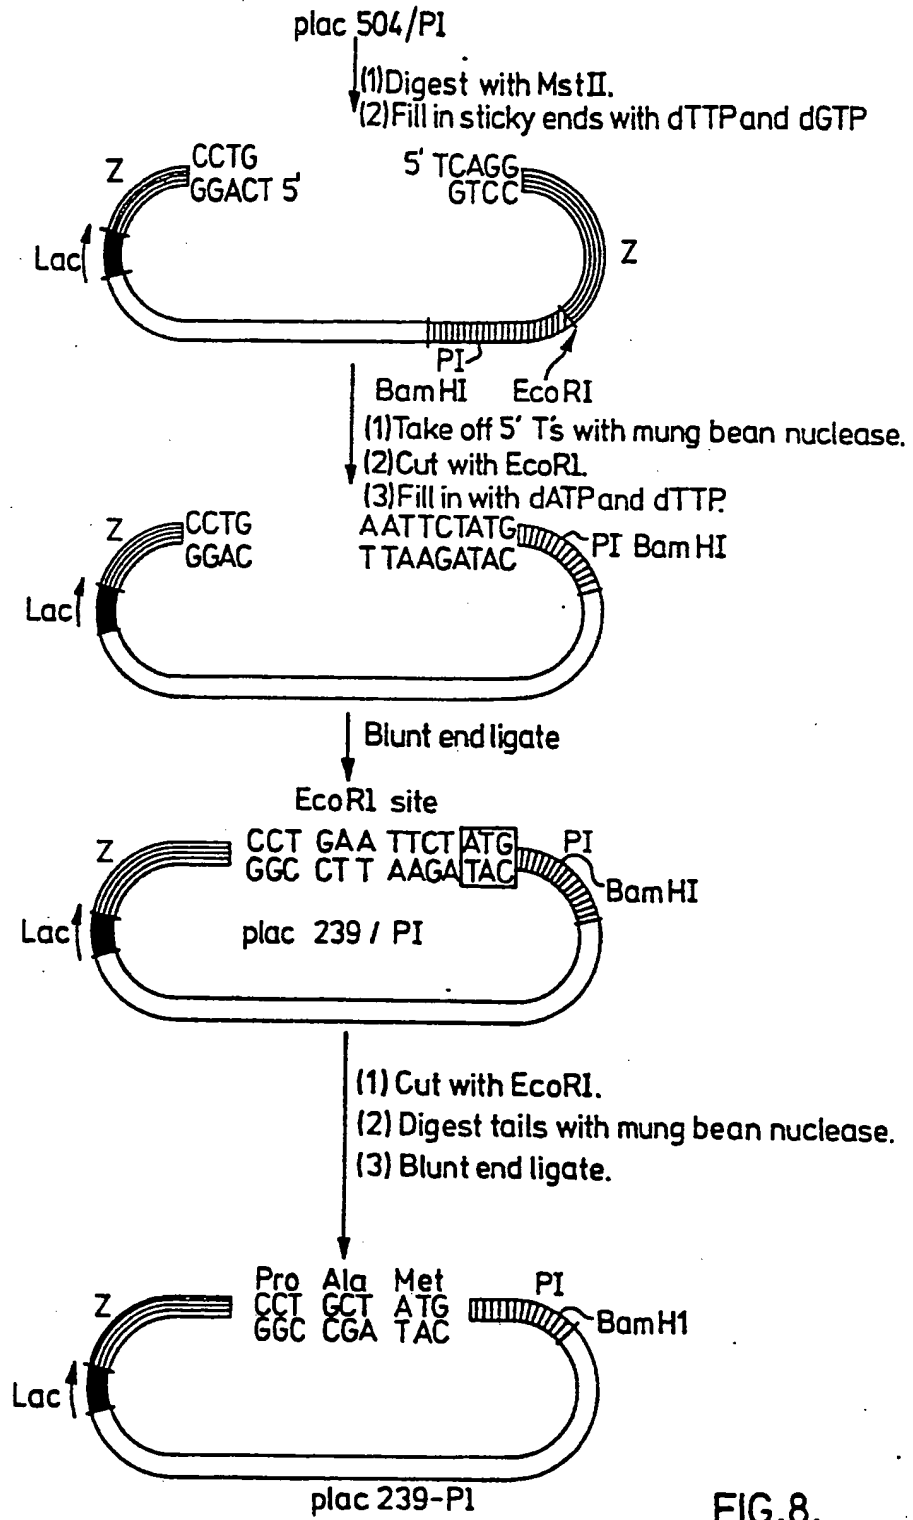 plac 504/PI
(1)Digest with MstII.
(2)Fill in sticky ends with dTTP and dGTP
Z
CCTG
GGACT 5'
5' TCAGG
GTCC
Z
Lac
PI
BamHI
EcoRI
(1)Take off 5' T's with mung bean nuclease.
(2)Cut with EcoR1.
(3)Fill in with dATP and dTTP.
Z
CCTG
GGAC
AATTCTATG
TTAAGATAC
PI BamHI
Lac
Blunt end ligate
EcoR1 site
Z
CCT GAA TTCT ATG
GGC CTT AAGA TAC
PI
BamHI
Lac
plac 239 / PI
(1) Cut with EcoRI.
(2) Digest tails with mung bean nuclease.
(3) Blunt end ligate.
Pro Ala Met
Z
CCT GCT ATG
GGC CGA TAC
PI
BamH1
Lac
plac 239-P1
FIG.8.